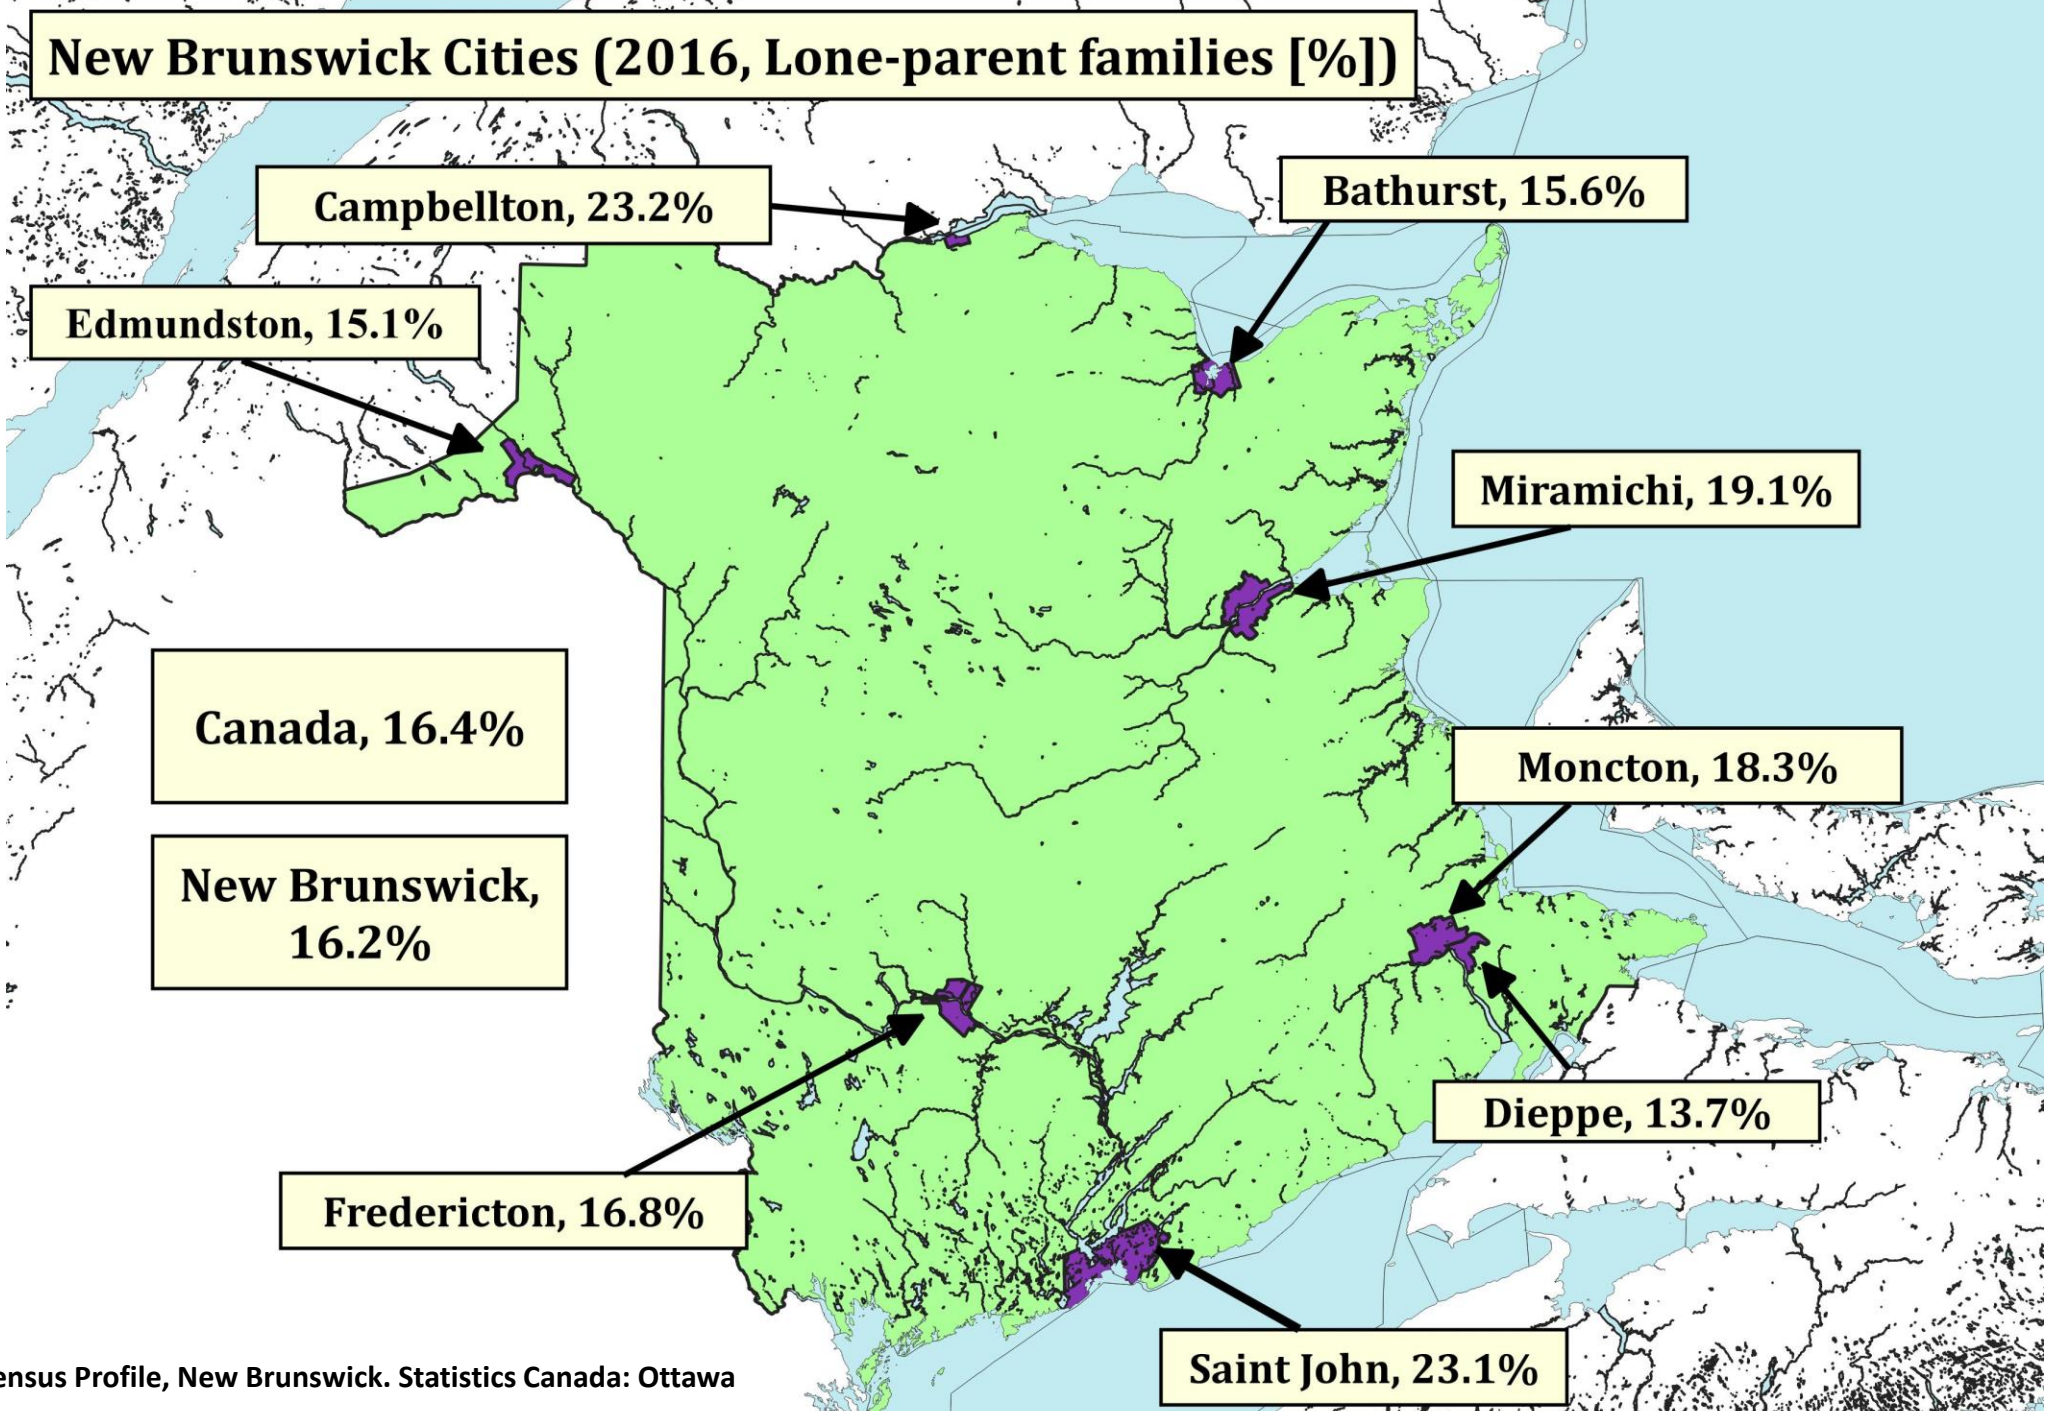 New Brunswick Cities (2016, Lone-parent families [%])
Campbellton, 23.2%
Bathurst, 15.6%
Edmundston, 15.1%
Miramichi, 19.1%
Canada, 16.4%
Moncton, 18.3%
New Brunswick,
16.2%
Dieppe, 13.7%
Fredericton, 16.8%
Saint John, 23.1%
ensus Profile, New Brunswick. Statistics Canada: Ottawa